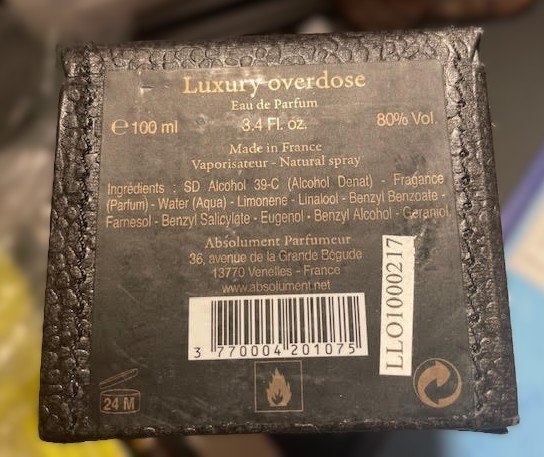 Luxury overdose
Eau de Parfum
℮ 100 ml 3.4 Fl. oz. 80% Vol.
Made in France
Vaporisateur - Natural spray
Ingrédients : SD Alcohol 39-C (Alcohol Denat) - Fragance
(Parfum) - Water (Aqua) - Limonene - Linalool - Benzyl Benzoate -
Farnesol - Benzyl Salicylate - Eugenol - Benzyl Alcohol - Geraniol.
Absolument Parfumeur
36, avenue de la Grande Bégude
13770 Venelles - France
www.absolument.net
3 770004 201075
LLO1000217
24 M